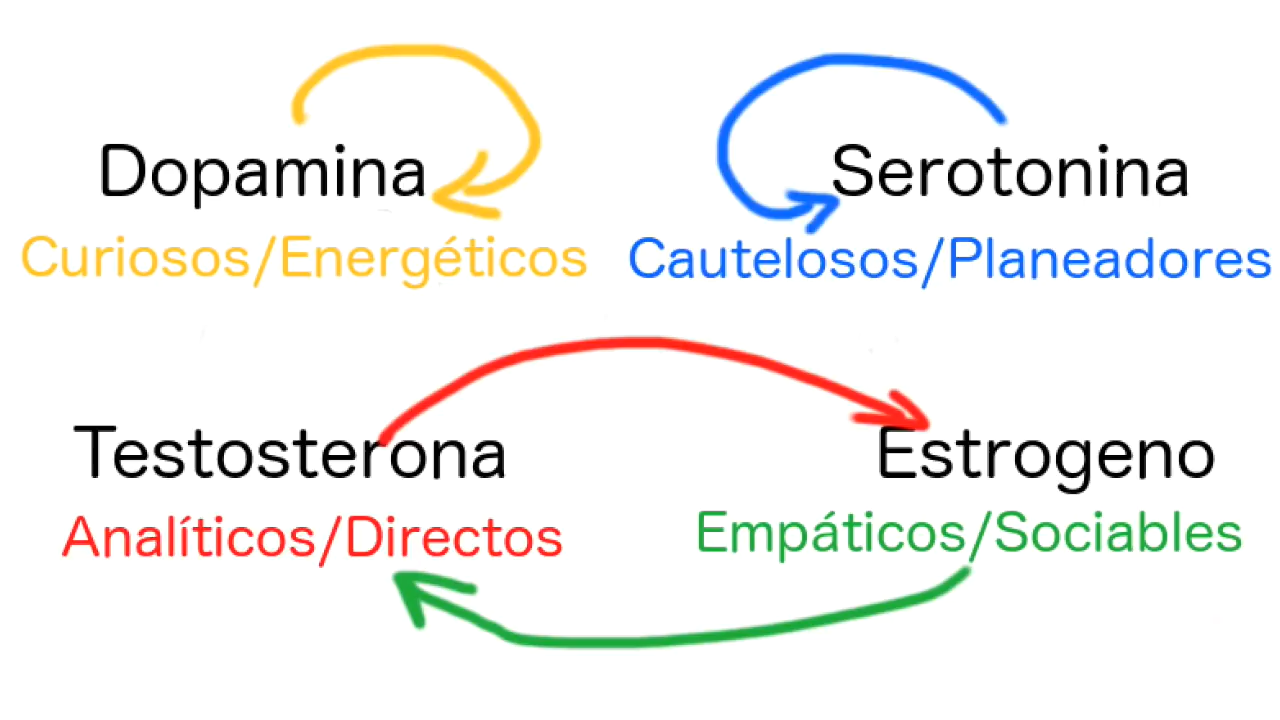 Dopamina
Serotonina
Curiosos/Energéticos
Cautelosos/Planeadores
Testosterona
Estrogeno
Analíticos/Directos
Empáticos/Sociables